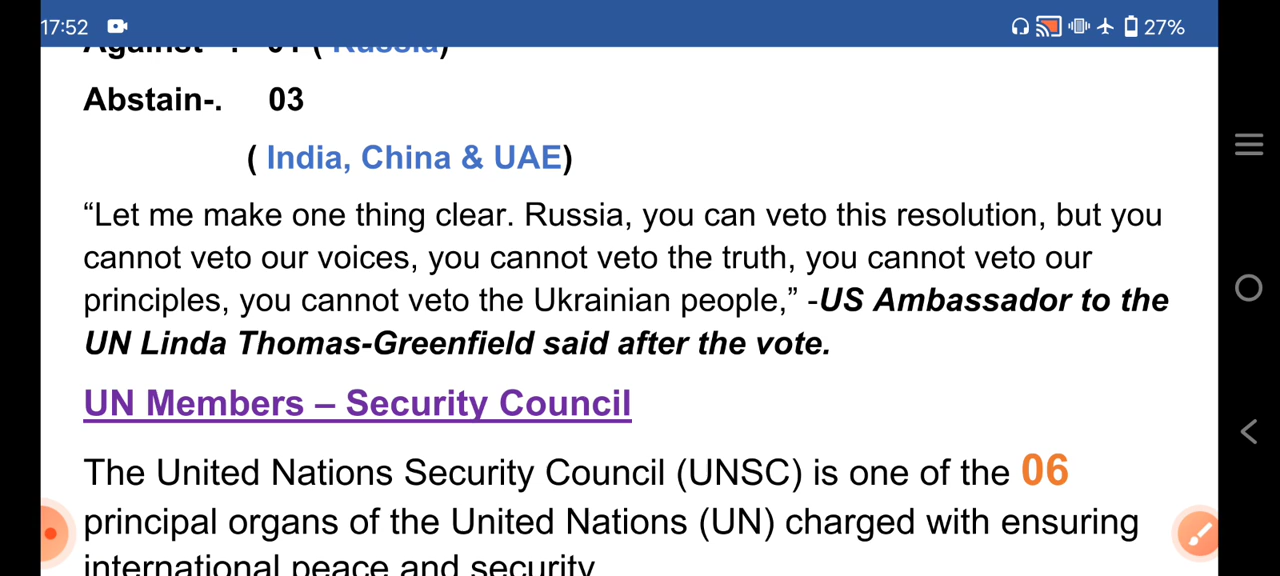 17:52 27%
Against -. 01 ( Russia)
Abstain-. 03
( India, China & UAE)
“Let me make one thing clear. Russia, you can veto this resolution, but you
cannot veto our voices, you cannot veto the truth, you cannot veto our
principles, you cannot veto the Ukrainian people,” -US Ambassador to the
UN Linda Thomas-Greenfield said after the vote.
UN Members – Security Council
The United Nations Security Council (UNSC) is one of the 06
principal organs of the United Nations (UN) charged with ensuring
international peace and security